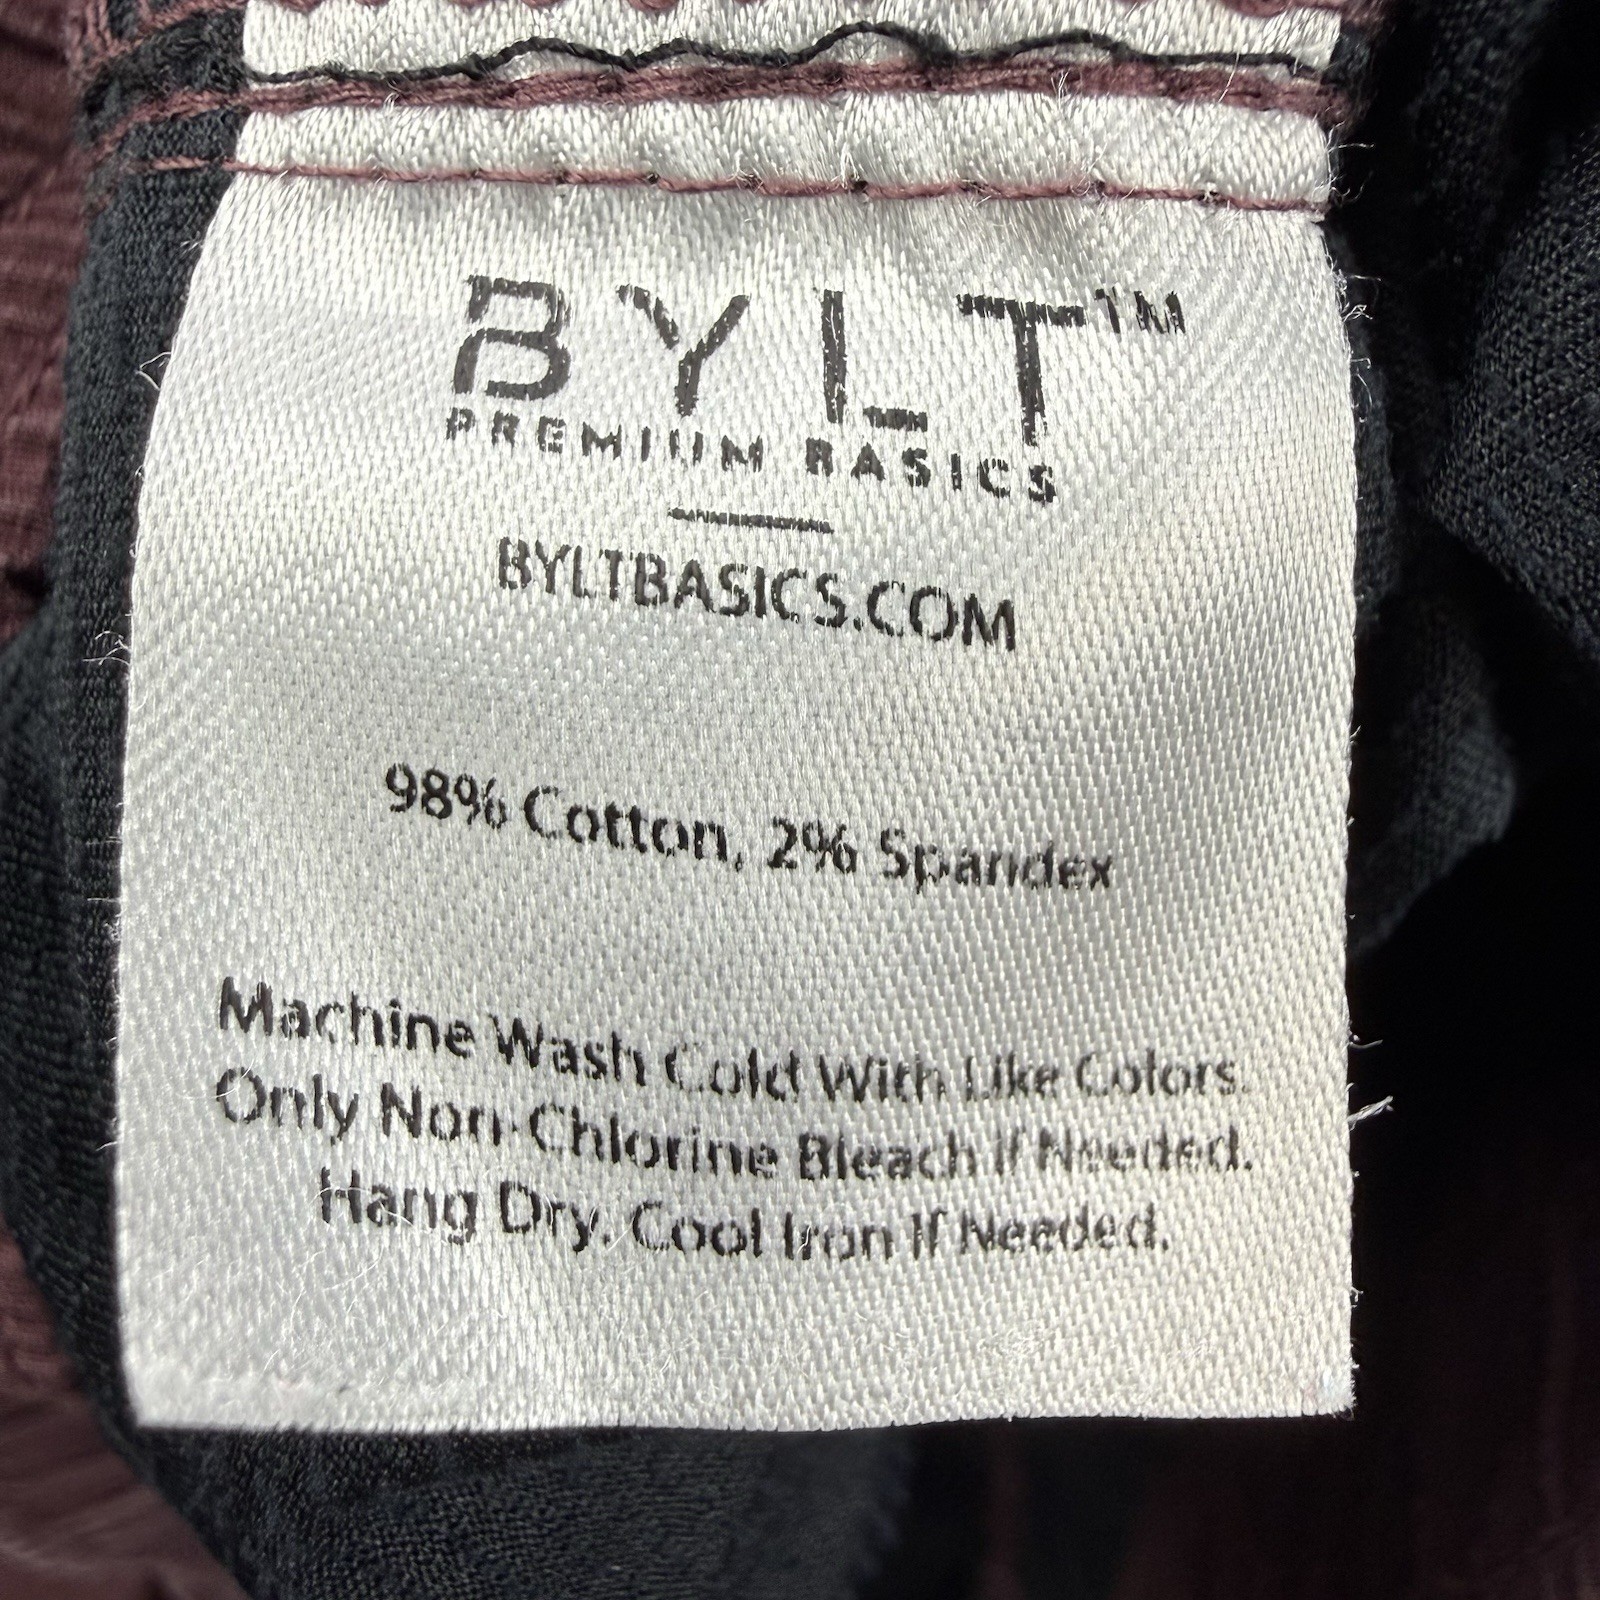 BYLT™
PREMIUM BASICS
BYLTBASICS.COM
98% Cotton, 2% Spandex
Machine Wash Cold With Like Colors.
Only Non-Chlorine Bleach if Needed.
Hang Dry. Cool Iron If Needed.